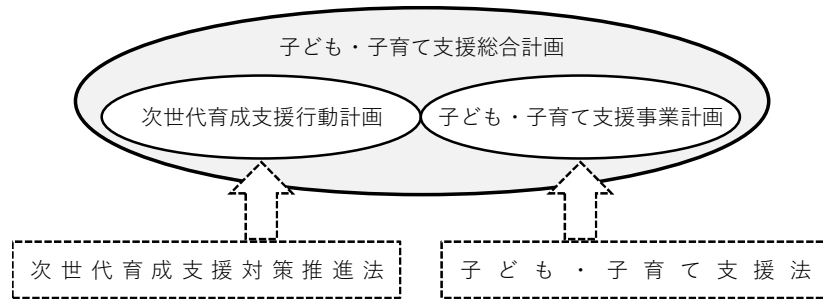 子ども・子育て支援総合計画
次世代育成支援行動計画
子ども・子育て支援事業計画
次世代育成支援対策推進法
子ども・子育て支援法